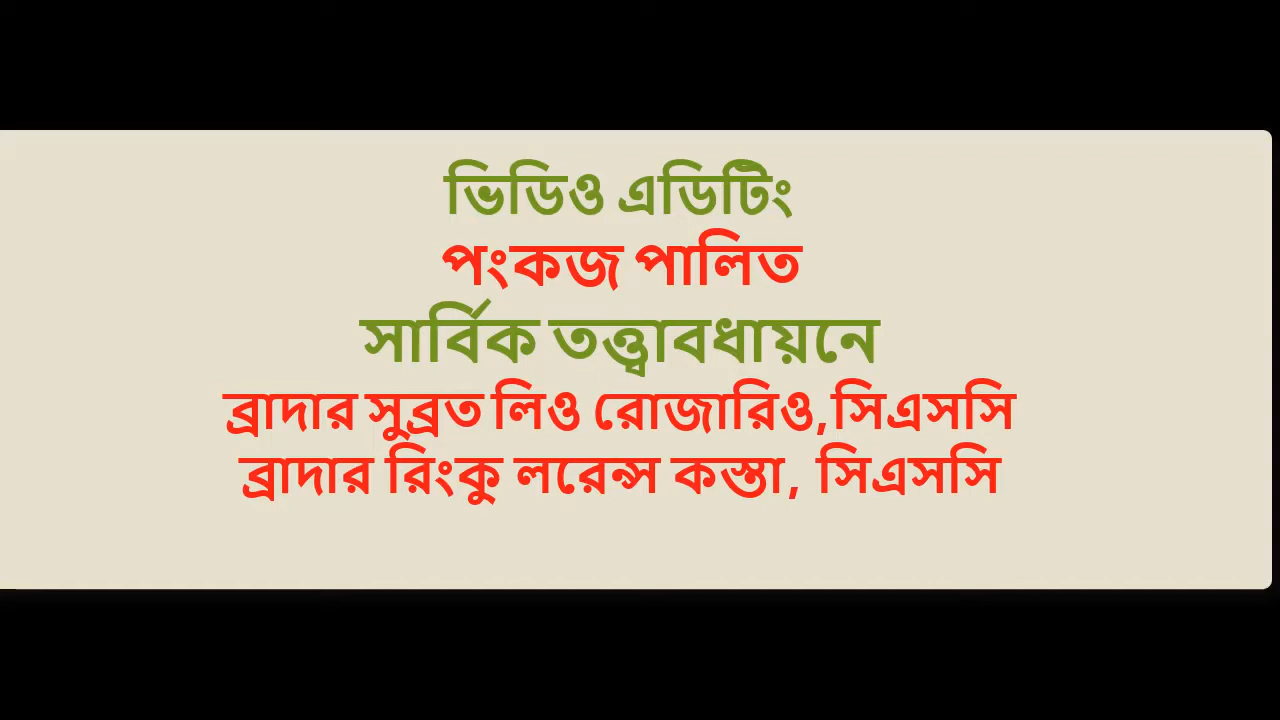 ভিডিও এডিটিং
পংকজ পালিত
সার্বিক তত্ত্বাবধায়নে
ব্রাদার সুব্রত লিও রোজারিও,সিএসসি
ব্রাদার রিংকু লরেন্স কস্তা, সিএসসি